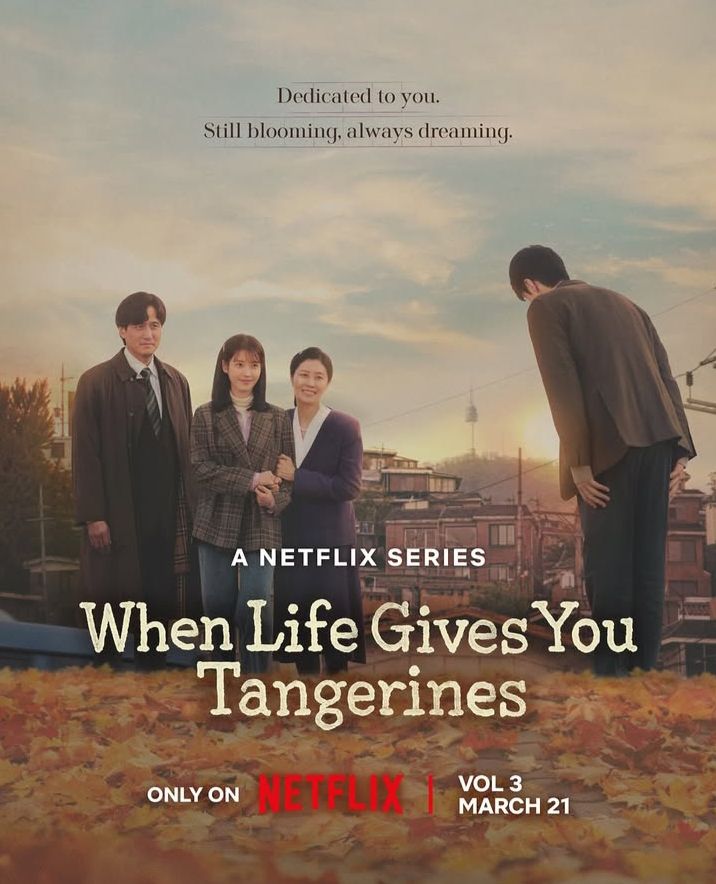 Dedicated to you.
Still blooming, always dreaming.
A NETFLIX SERIES
When Life Gives You
Tangerines
ONLY ON NETFLIX | VOL 3
MARCH 21